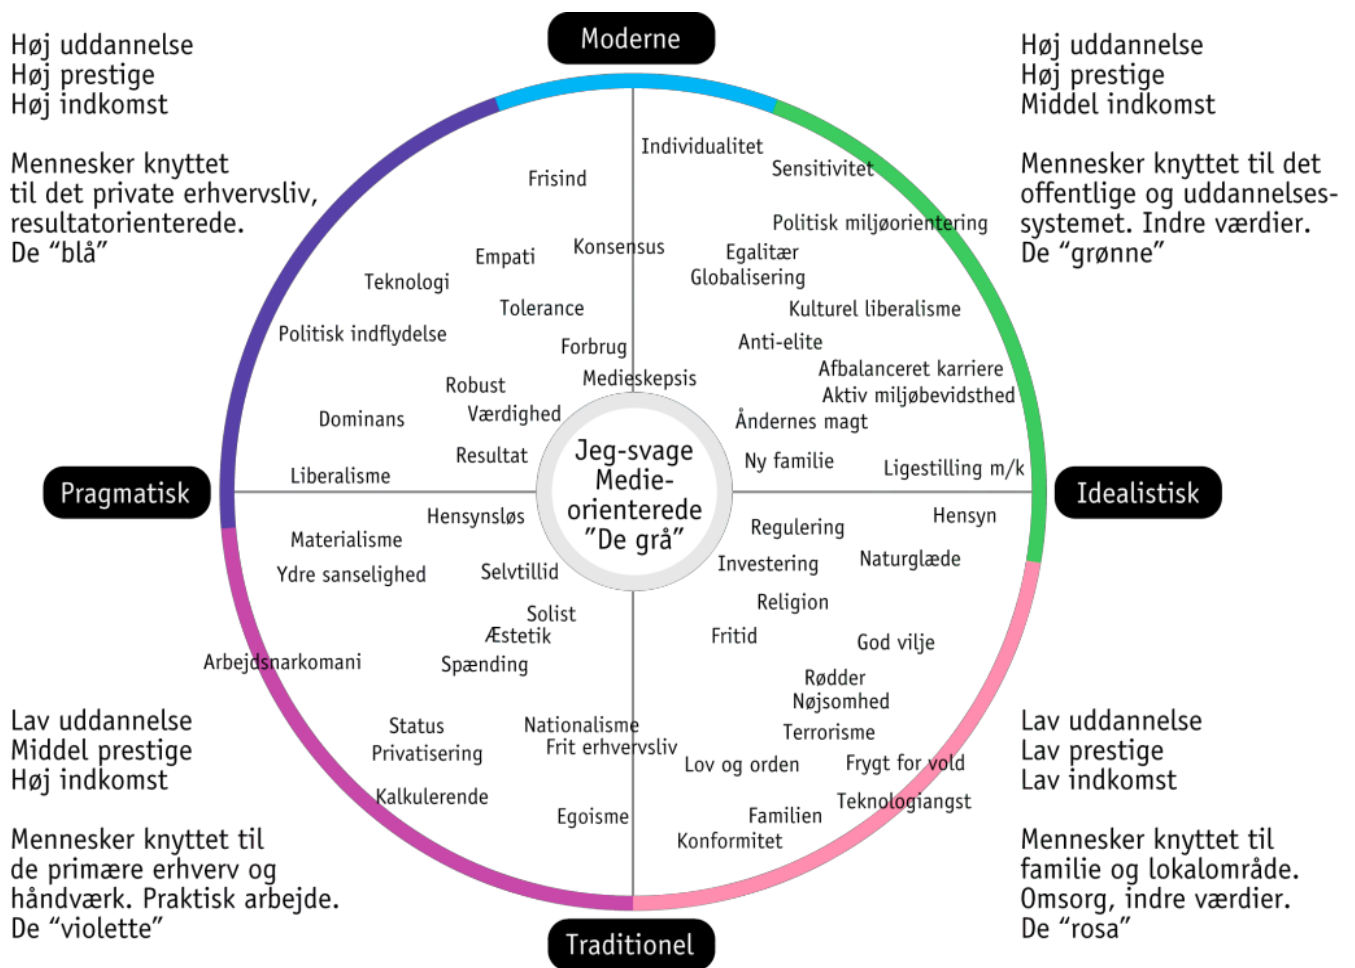 Moderne
Høj uddannelse
Høj prestige
Høj indkomst
Mennesker knyttet
til det private erhvervsliv,
resultatorienterede.
De “blå”
Høj uddannelse
Høj prestige
Middel indkomst
Mennesker knyttet til det
offentlige og uddannelses-
systemet. Indre værdier.
De “grønne”
Frisind
Konsensus
Empati
Teknologi
Tolerance
Politisk indflydelse
Forbrug
Medieskepsis
Robust
Værdighed
Dominans
Resultat
Liberalisme
Individualitet
Sensitivitet
Politisk miljøorientering
Egalitær
Globalisering
Kulturel liberalisme
Anti-elite
Afbalanceret karriere
Aktiv miljøbevidsthed
Åndernes magt
Ny familie
Ligestilling m/k
Pragmatisk
Jeg-svage
Medie-
orienterede
”De grå”
Idealistisk
Hensynsløs
Materialisme
Ydre sanselighed
Selvtillid
Solist
Æstetik
Spænding
Arbejdsnarkomani
Status
Nationalisme
Privatisering
Frit erhvervsliv
Kalkulerende
Egoisme
Hensyn
Regulering
Naturglæde
Investering
Religion
Fritid
God vilje
Rødder
Nøjsomhed
Terrorisme
Lov og orden
Frygt for vold
Teknologiangst
Familien
Konformitet
Lav uddannelse
Middel prestige
Høj indkomst
Mennesker knyttet til
de primære erhverv og
håndværk. Praktisk arbejde.
De “violette”
Lav uddannelse
Lav prestige
Lav indkomst
Mennesker knyttet til
familie og lokalområde.
Omsorg, indre værdier.
De “rosa”
Traditionel